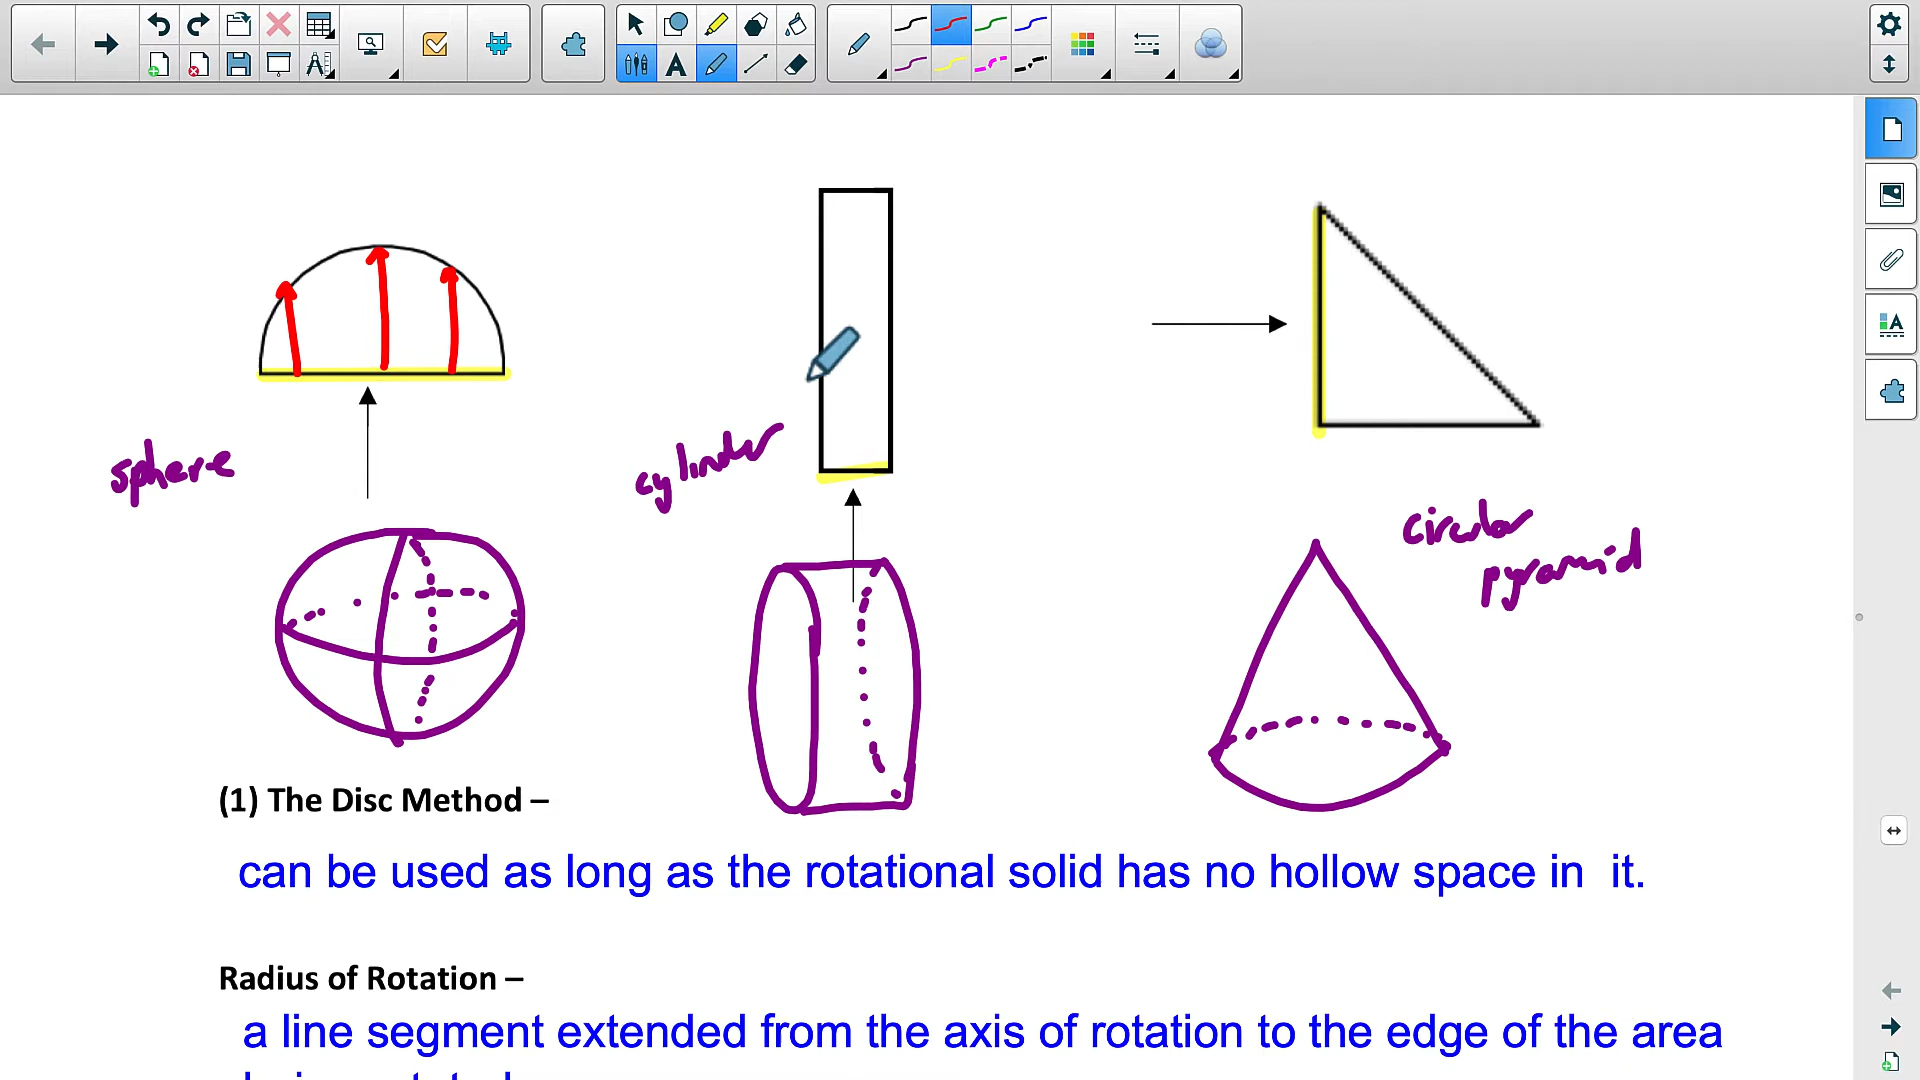 sphere
cylinder
circular
pyramid
(1) The Disc Method –
can be used as long as the rotational solid has no hollow space in it.
Radius of Rotation –
a line segment extended from the axis of rotation to the edge of the area